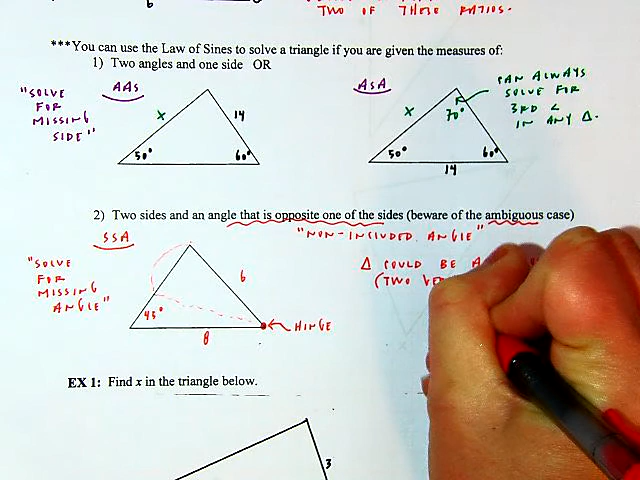 TWO OF THESE RATIOS.
***You can use the Law of Sines to solve a triangle if you are given the measures of:
1) Two angles and one side OR
"SOLVE FOR MISSING SIDE"
AAS
x
14
50°
60°
ASA
x
70°
50°
60°
14
CAN ALWAYS
SOLVE FOR
3RD ∠
IN ANY Δ.
2) Two sides and an angle that is opposite one of the sides (beware of the ambiguous case)
SSA
"NON-INCLUDED ANGLE"
"SOLVE
FOR
MISSING
ANGLE"
6
45°
8
HINGE
Δ COULD BE
(TWO
EX 1: Find x in the triangle below.
3